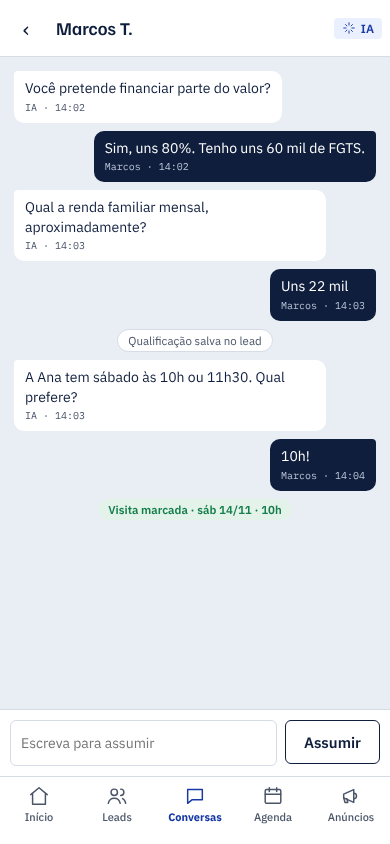 Marcos T.
IA
Você pretende financiar parte do valor?
IA · 14:02
Sim, uns 80%. Tenho uns 60 mil de FGTS.
Marcos · 14:02
Qual a renda familiar mensal,
aproximadamente?
IA · 14:03
Uns 22 mil
Marcos · 14:03
Qualificação salva no lead
A Ana tem sábado às 10h ou 11h30. Qual
prefere?
IA · 14:03
10h!
Marcos · 14:04
Visita marcada · sáb 14/11 · 10h
Escreva para assumir
Assumir
Início
Leads
Conversas
Agenda
Anúncios